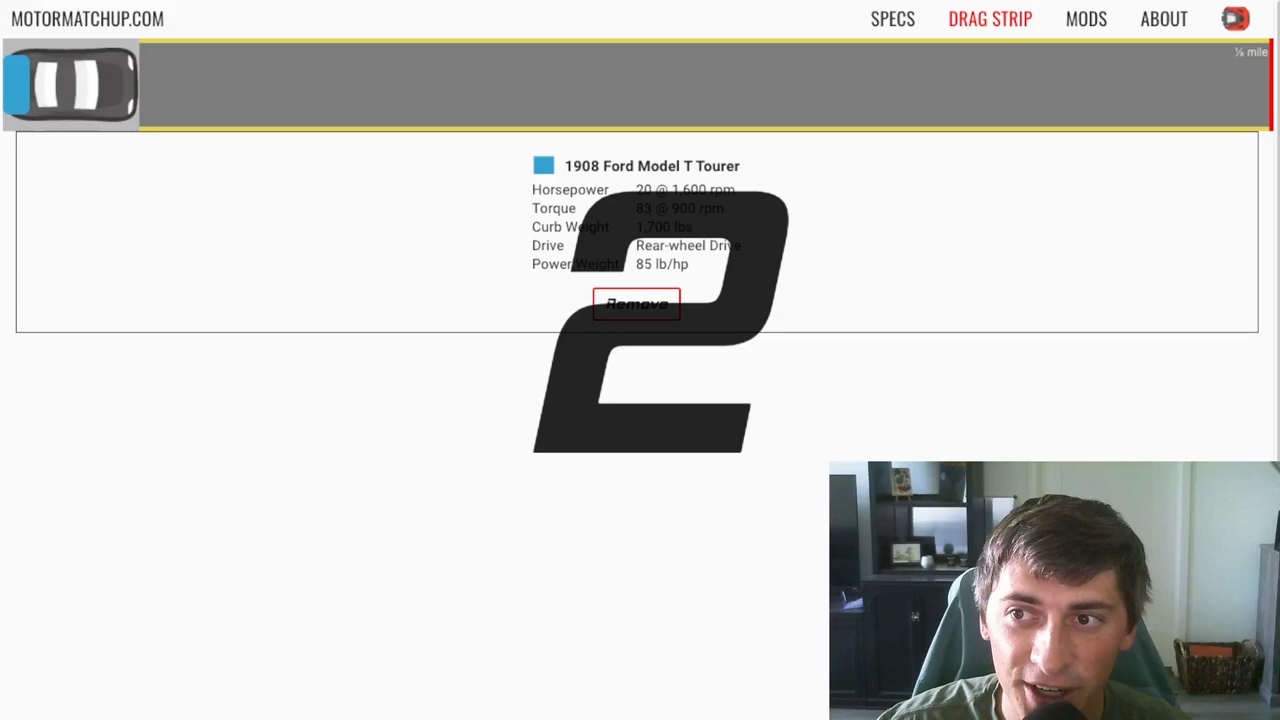 MOTORMATCHUP.COM
SPECS DRAG STRIP MODS ABOUT
⅛ mile
1908 Ford Model T Tourer
Horsepower 20 @ 1,600 rpm
Torque 83 @ 900 rpm
Curb Weight 1,700 lbs
Drive Rear-wheel Drive
Power/Weight 85 lb/hp
Remove
2